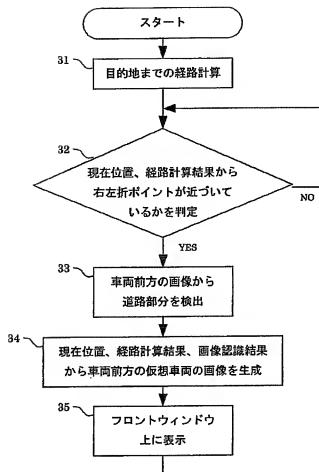 スタート
31
目的地までの経路計算
32
現在位置、経路計算結果から
右左折ポイントが近づいて
いるかを判定
NO
YES
33
車両前方の画像から
道路部分を検出
34
現在位置、経路計算結果、画像認識結果
から車両前方の仮想車両の画像を生成
35
フロントウィンドウ
上に表示